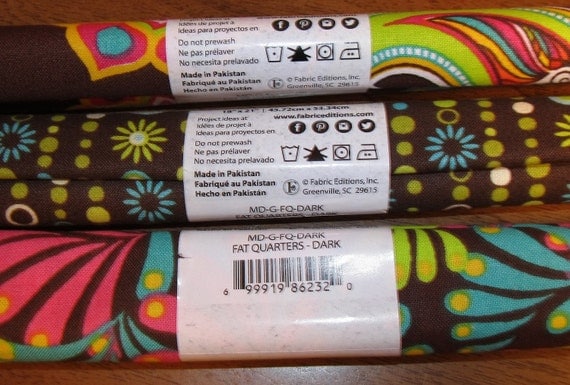 Project ideas at
Idées de projet à
Ideas para proyectos en
Do not prewash
Ne pas prélaver
No necesita prelavado
Made in Pakistan
Fabriqué au Pakistan
Hecho en Pakistán
© Fabric Editions, Inc.
Greenville, SC 29615
18" x 21" | 45.72cm x 53.34cm
Project ideas at
Idées de projet à
Ideas para proyectos en
www.fabriceditions.com
Do not prewash
Ne pas prélaver
No necesita prelavado
Made in Pakistan
Fabriqué au Pakistan
Hecho en Pakistán
© Fabric Editions, Inc.
Greenville, SC 29615
MD-G-FQ-DARK
FAT QUARTERS - DARK
MD-G-FQ-DARK
FAT QUARTERS - DARK
6 99919 86232 0